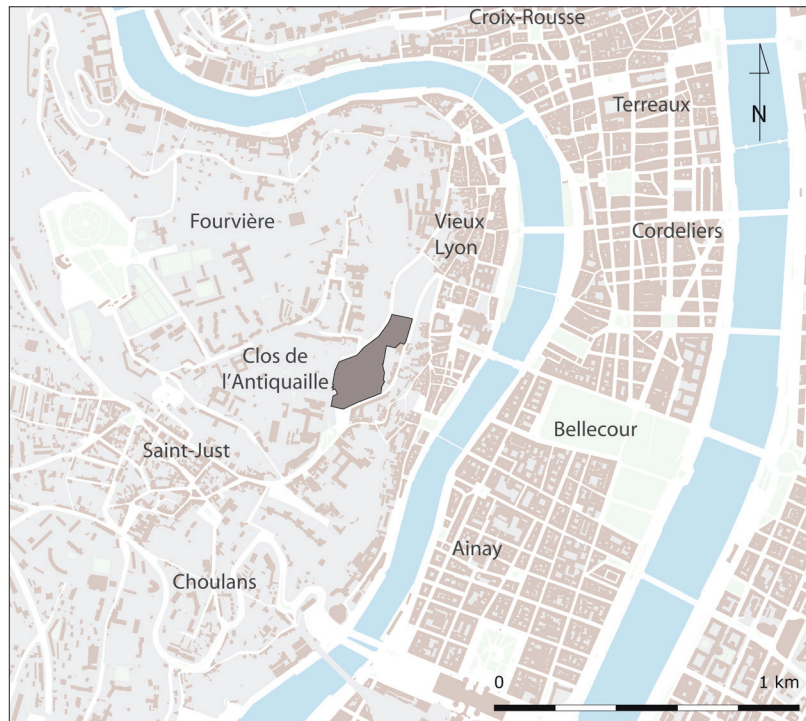 Croix-Rousse
Terreaux
N
Fourvière
Vieux
Lyon
Cordeliers
Clos de
l'Antiquaille
Bellecour
Saint-Just
Ainay
Choulans
0
1 km